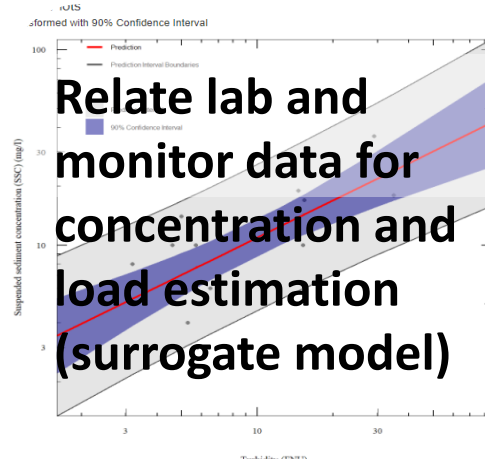 sformed with 90% Confidence Interval
100
Prediction
Prediction Interval Boundaries
Relate lab and
90% Confidence Interval
30
monitor data for
concentration and
10
load estimation
(surrogate model)
3
Suspended sediment concentration (SSC) (mg/l)
3 10 30